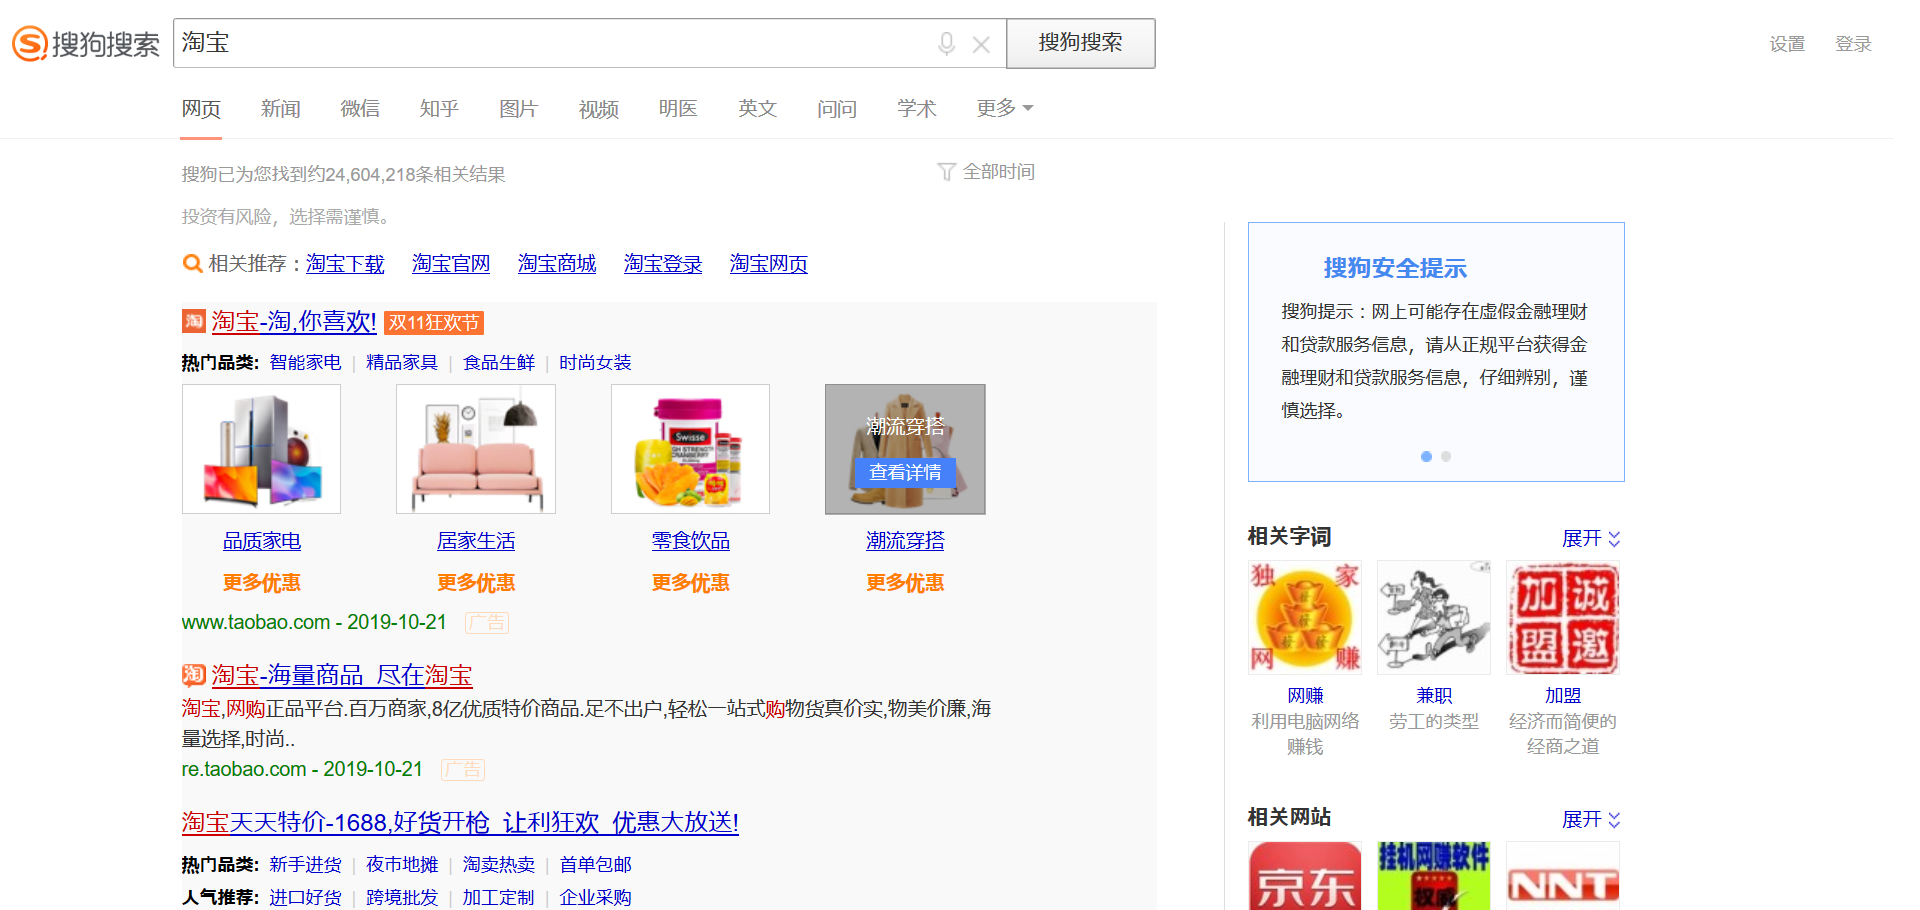 搜狗搜索
淘宝
搜狗搜索
设置 登录
网页 新闻 微信 知乎 图片 视频 明医 英文 问问 学术 更多
搜狗已为您找到约24,604,218条相关结果
全部时间
投资有风险，选择需谨慎。
相关推荐：淘宝下载 淘宝官网 淘宝商城 淘宝登录 淘宝网页
淘 淘宝-淘,你喜欢! 双11狂欢节
热门品类: 智能家电 | 精品家具 | 食品生鲜 | 时尚女装
Swisse
HIGH STRENGTH
CRANBERRY
潮流穿搭
查看详情
品质家电 居家生活 零食饮品 潮流穿搭
更多优惠 更多优惠 更多优惠 更多优惠
www.taobao.com - 2019-10-21 广告
淘 淘宝-海量商品_尽在淘宝
淘宝,网购正品平台.百万商家,8亿优质特价商品.足不出户,轻松一站式购物货真价实,物美价廉,海
量选择,时尚..
re.taobao.com - 2019-10-21 广告
淘宝天天特价-1688,好货开枪_让利狂欢_优惠大放送!
热门品类: 新手进货 | 夜市地摊 | 淘卖热卖 | 首单包邮
人气推荐: 进口好货 | 跨境批发 | 加工定制 | 企业采购
搜狗安全提示
搜狗提示：网上可能存在虚假金融理财
和贷款服务信息，请从正规平台获得金
融理财和贷款服务信息，仔细辨别，谨
慎选择。
相关字词 展开
独家
网赚
加诚
盟邀
网赚 兼职 加盟
利用电脑网络 劳工的类型 经济而简便的
赚钱 经商之道
相关网站 展开
京东
挂机网赚软件
权威
NNT